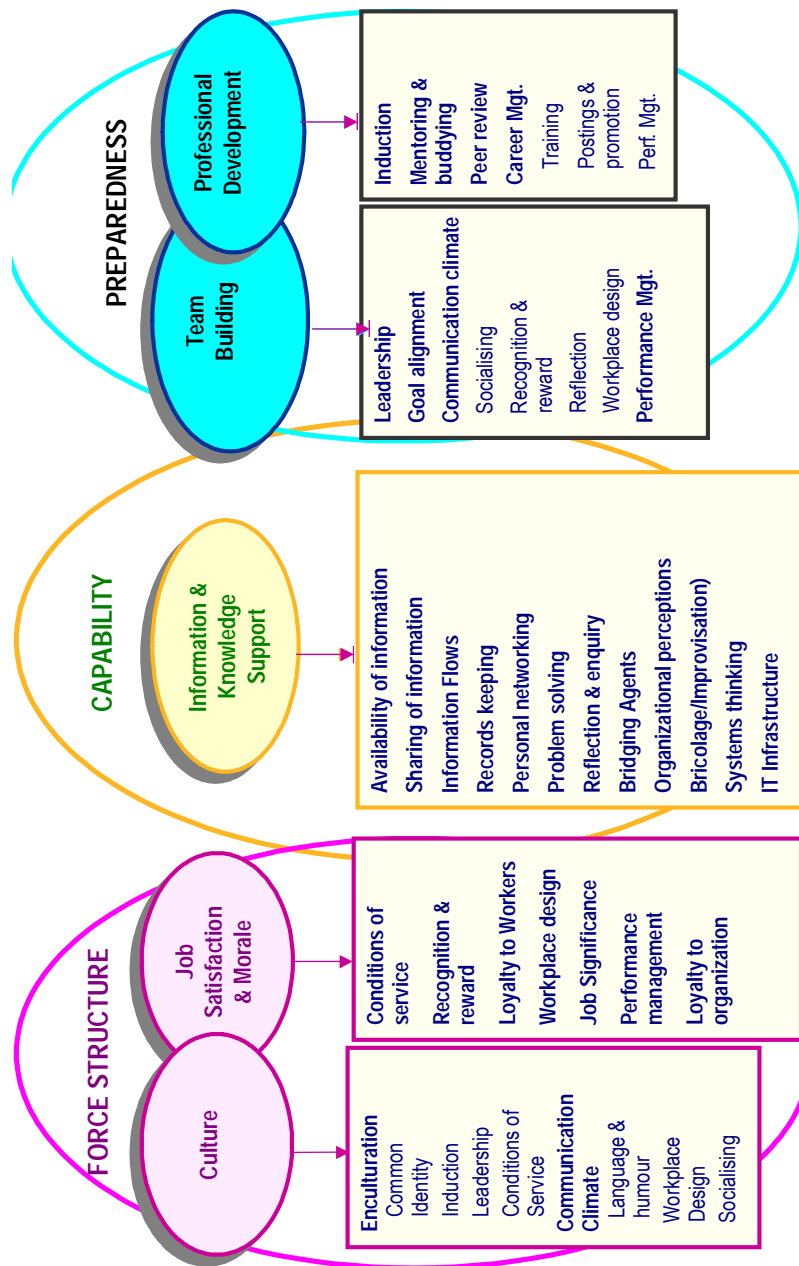 FORCE STRUCTURE
Culture
Enculturation
Common
Identity
Induction
Leadership
Conditions of
Service
Communication
Climate
Language &
humour
Workplace
Design
Socialising
Job
Satisfaction
& Morale
Conditions of
service
Recognition &
reward
Loyalty to Workers
Workplace design
Job Significance
Performance
management
Loyalty to
organization
CAPABILITY
Information &
Knowledge
Support
Availability of information
Sharing of information
Information Flows
Records keeping
Personal networking
Problem solving
Reflection & enquiry
Bridging Agents
Organizational perceptions
Bricolage/Improvisation)
Systems thinking
IT Infrastructure
PREPAREDNESS
Team
Building
Leadership
Goal alignment
Communication climate
Socialising
Recognition &
reward
Reflection
Workplace design
Performance Mgt.
Professional
Development
Induction
Mentoring &
buddying
Peer review
Career Mgt.
Training
Postings &
promotion
Perf. Mgt.